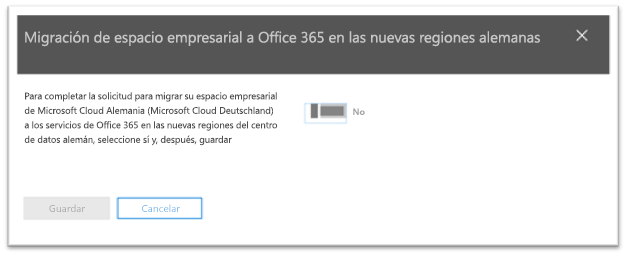 Migración de espacio empresarial a Office 365 en las nuevas regiones alemanas
Para completar la solicitud para migrar su espacio empresarial
de Microsoft Cloud Alemania (Microsoft Cloud Deutschland)
a los servicios de Office 365 en las nuevas regiones del centro
de datos alemán, seleccione sí y, después, guardar
No
Guardar
Cancelar